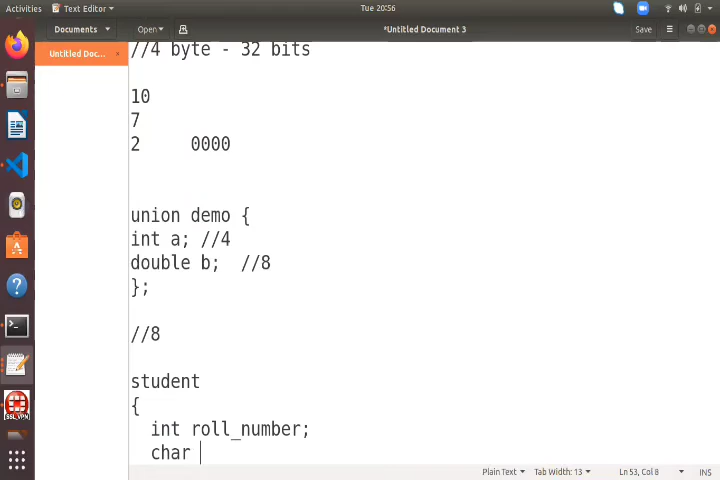 Activities Text Editor Tue 20:56
Documents Open *Untitled Document 3 Save
Untitled Doc...
//4 byte - 32 bits
10
7
2 0000
union demo {
int a; //4
double b; //8
};
//8
student
{
int roll_number;
char
[SSL_VPN]
Plain Text Tab Width: 13 Ln 53, Col 8 INS